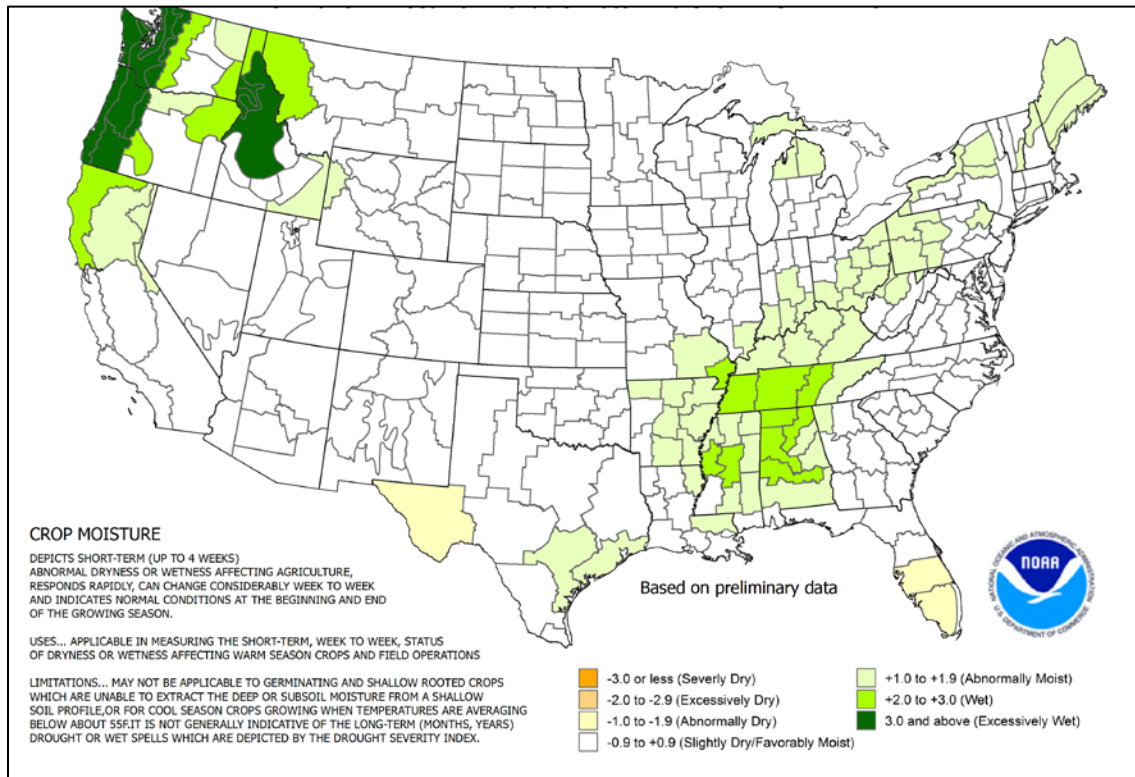 CROP MOISTURE
DEPICTS SHORT-TERM (UP TO 4 WEEKS)
ABNORMAL DRYNESS OR WETNESS AFFECTING AGRICULTURE,
RESPONDS RAPIDLY, CAN CHANGE CONSIDERABLY WEEK TO WEEK
AND INDICATES NORMAL CONDITIONS AT THE BEGINNING AND END
OF THE GROWING SEASON.
USES... APPLICABLE IN MEASURING THE SHORT-TERM, WEEK TO WEEK, STATUS
OF DRYNESS OR WETNESS AFFECTING WARM SEASON CROPS AND FIELD OPERATIONS
LIMITATIONS... MAY NOT BE APPLICABLE TO GERMINATING AND SHALLOW ROOTED CROPS
WHICH ARE UNABLE TO EXTRACT THE DEEP OR SUBSOIL MOISTURE FROM A SHALLOW
SOIL PROFILE,OR FOR COOL SEASON CROPS GROWING WHEN TEMPERATURES ARE AVERAGING
BELOW ABOUT 55F.IT IS NOT GENERALLY INDICATIVE OF THE LONG-TERM (MONTHS, YEARS)
DROUGHT OR WET SPELLS WHICH ARE DEPICTED BY THE DROUGHT SEVERITY INDEX.
Based on preliminary data
NATIONAL OCEANIC AND ATMOSPHERIC ADMINISTRATION
NOAA
U.S. DEPARTMENT OF COMMERCE
-3.0 or less (Severly Dry)
-2.0 to -2.9 (Excessively Dry)
-1.0 to -1.9 (Abnormally Dry)
-0.9 to +0.9 (Slightly Dry/Favorably Moist)
+1.0 to +1.9 (Abnormally Moist)
+2.0 to +3.0 (Wet)
3.0 and above (Excessively Wet)